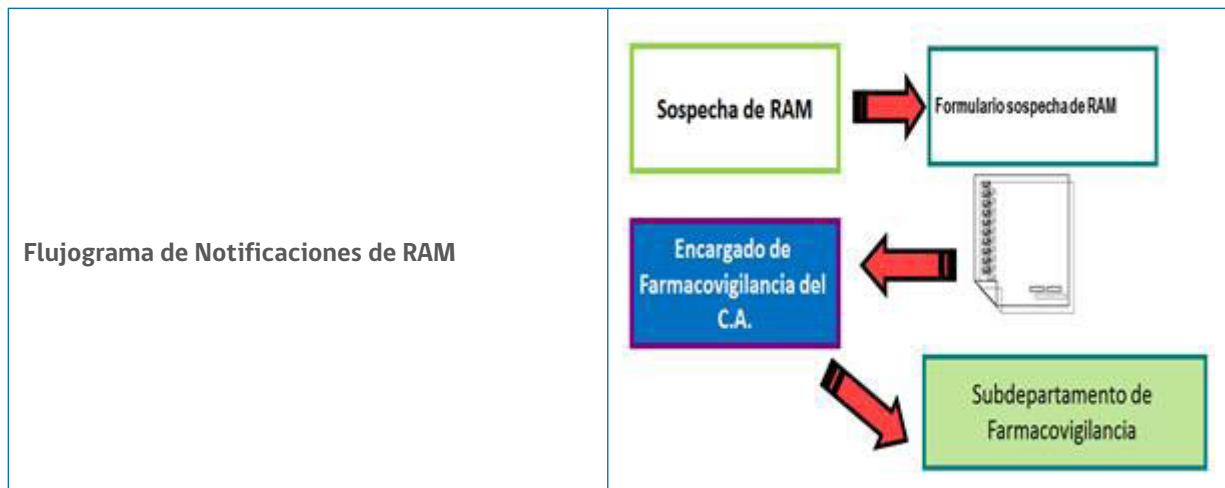 Flujograma de Notificaciones de RAM
Sospecha de RAM
Formulario sospecha de RAM
Encargado de
Farmacovigilancia del
C.A.
Subdepartamento de
Farmacovigilancia